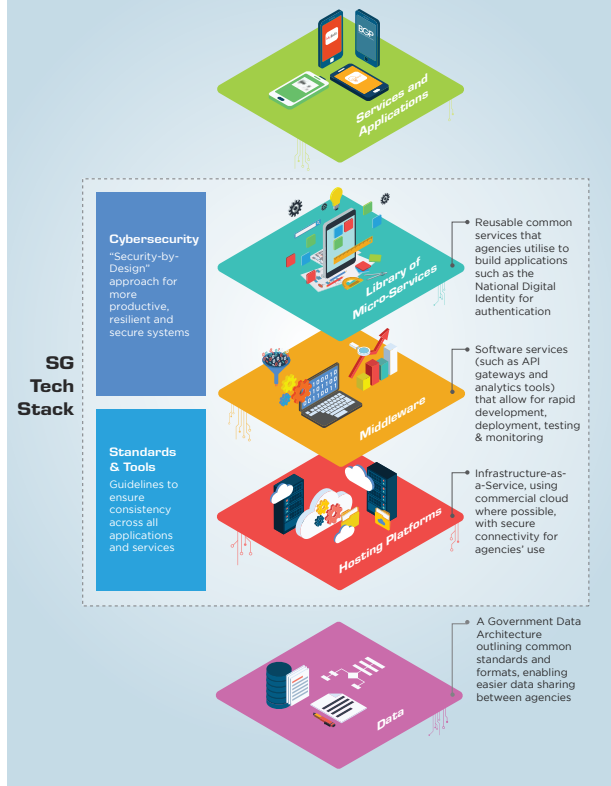 BGP
Services and
Applications
Cybersecurity
"Security-by-
Design"
approach for
more
productive,
resilient and
secure systems
Library of
Micro-Services
Reusable common
services that
agencies utilise to
build applications
such as the
National Digital
Identity for
authentication
SG
Tech
Stack
100010
0101100
Middleware
Software services
(such as API
gateways and
analytics tools)
that allow for rapid
development,
deployment, testing
& monitoring
Standards
& Tools
Guidelines to
ensure
consistency
across all
applications
and services
Hosting Platforms
Infrastructure-as-
a-Service, using
commercial cloud
where possible,
with secure
connectivity for
agencies' use
Data
A Government Data
Architecture
outlining common
standards and
formats, enabling
easier data sharing
between agencies